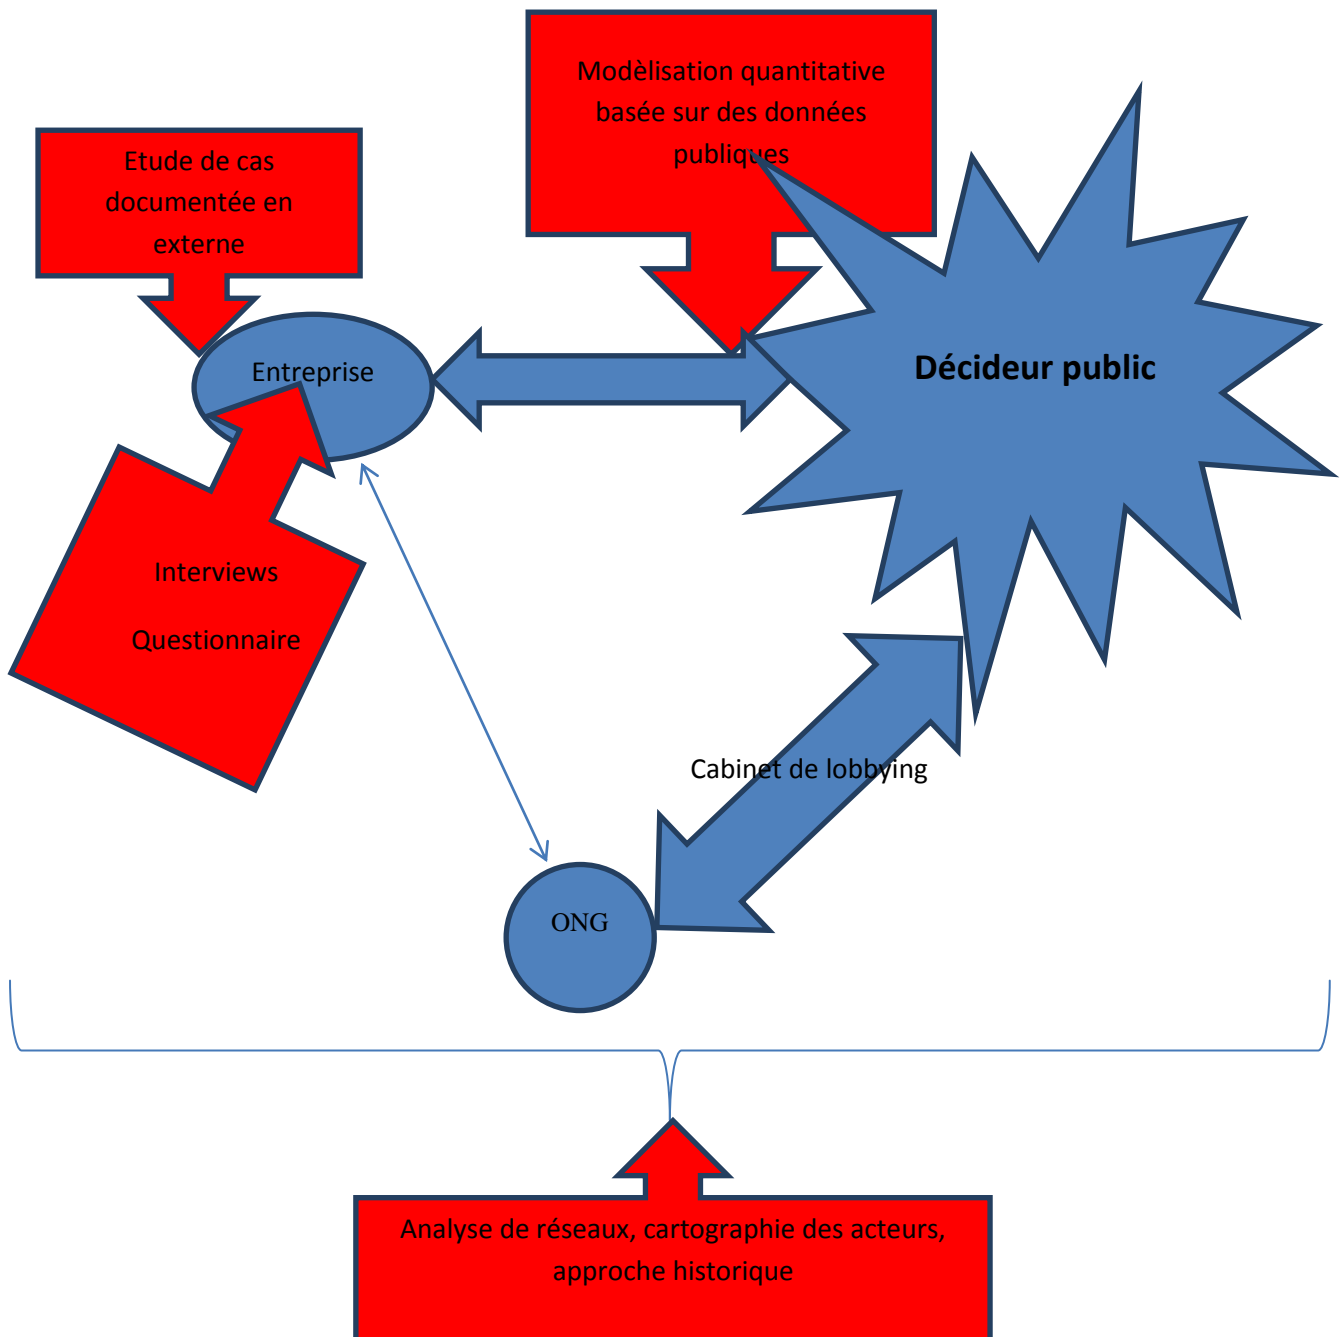 Modèlisation quantitative
basée sur des données
publiques
Etude de cas
documentée en
externe
Entreprise
Décideur public
Interviews
Questionnaire
Cabinet de lobbying
ONG
Analyse de réseaux, cartographie des acteurs,
approche historique